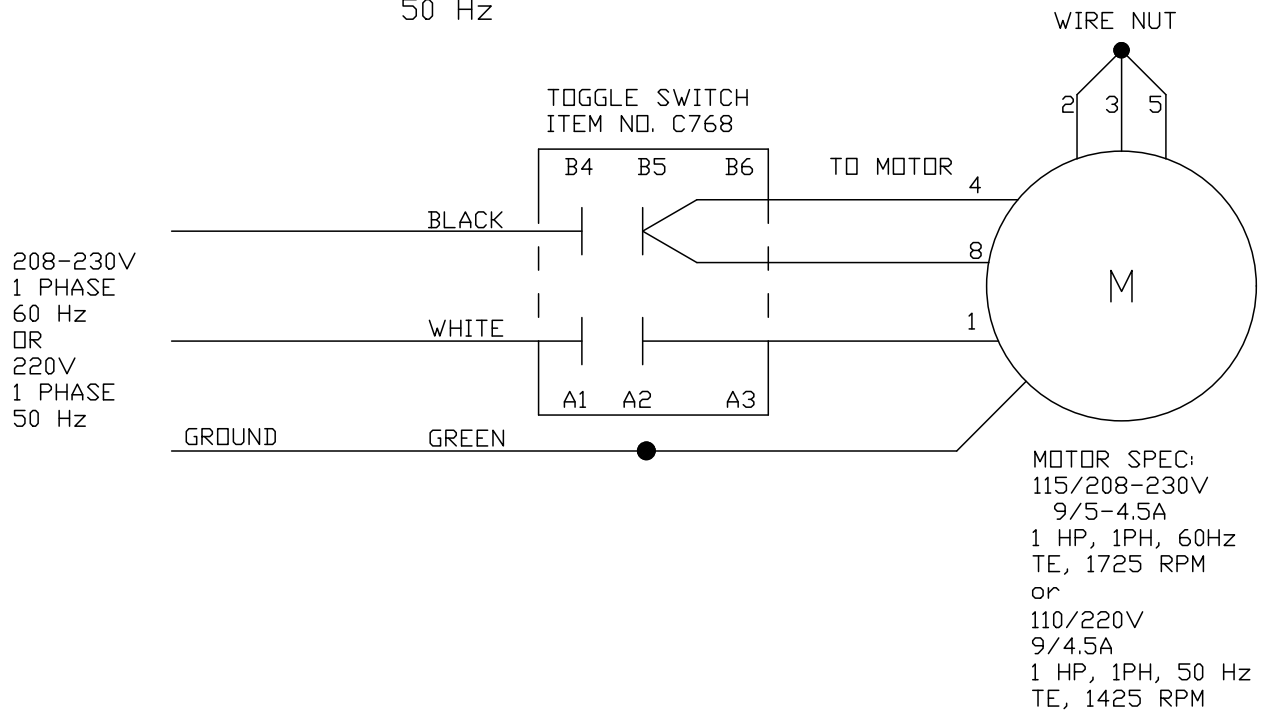 50 Hz
WIRE NUT
2 3 5
TOGGLE SWITCH
ITEM NO. C768
B4 B5 B6
TO MOTOR
4
BLACK
8
208-230V
1 PHASE
60 Hz
OR
220V
1 PHASE
50 Hz
M
WHITE
1
A1 A2 A3
GROUND
GREEN
MOTOR SPEC:
115/208-230V
9/5-4.5A
1 HP, 1PH, 60Hz
TE, 1725 RPM
or
110/220V
9/4.5A
1 HP, 1PH, 50 Hz
TE, 1425 RPM